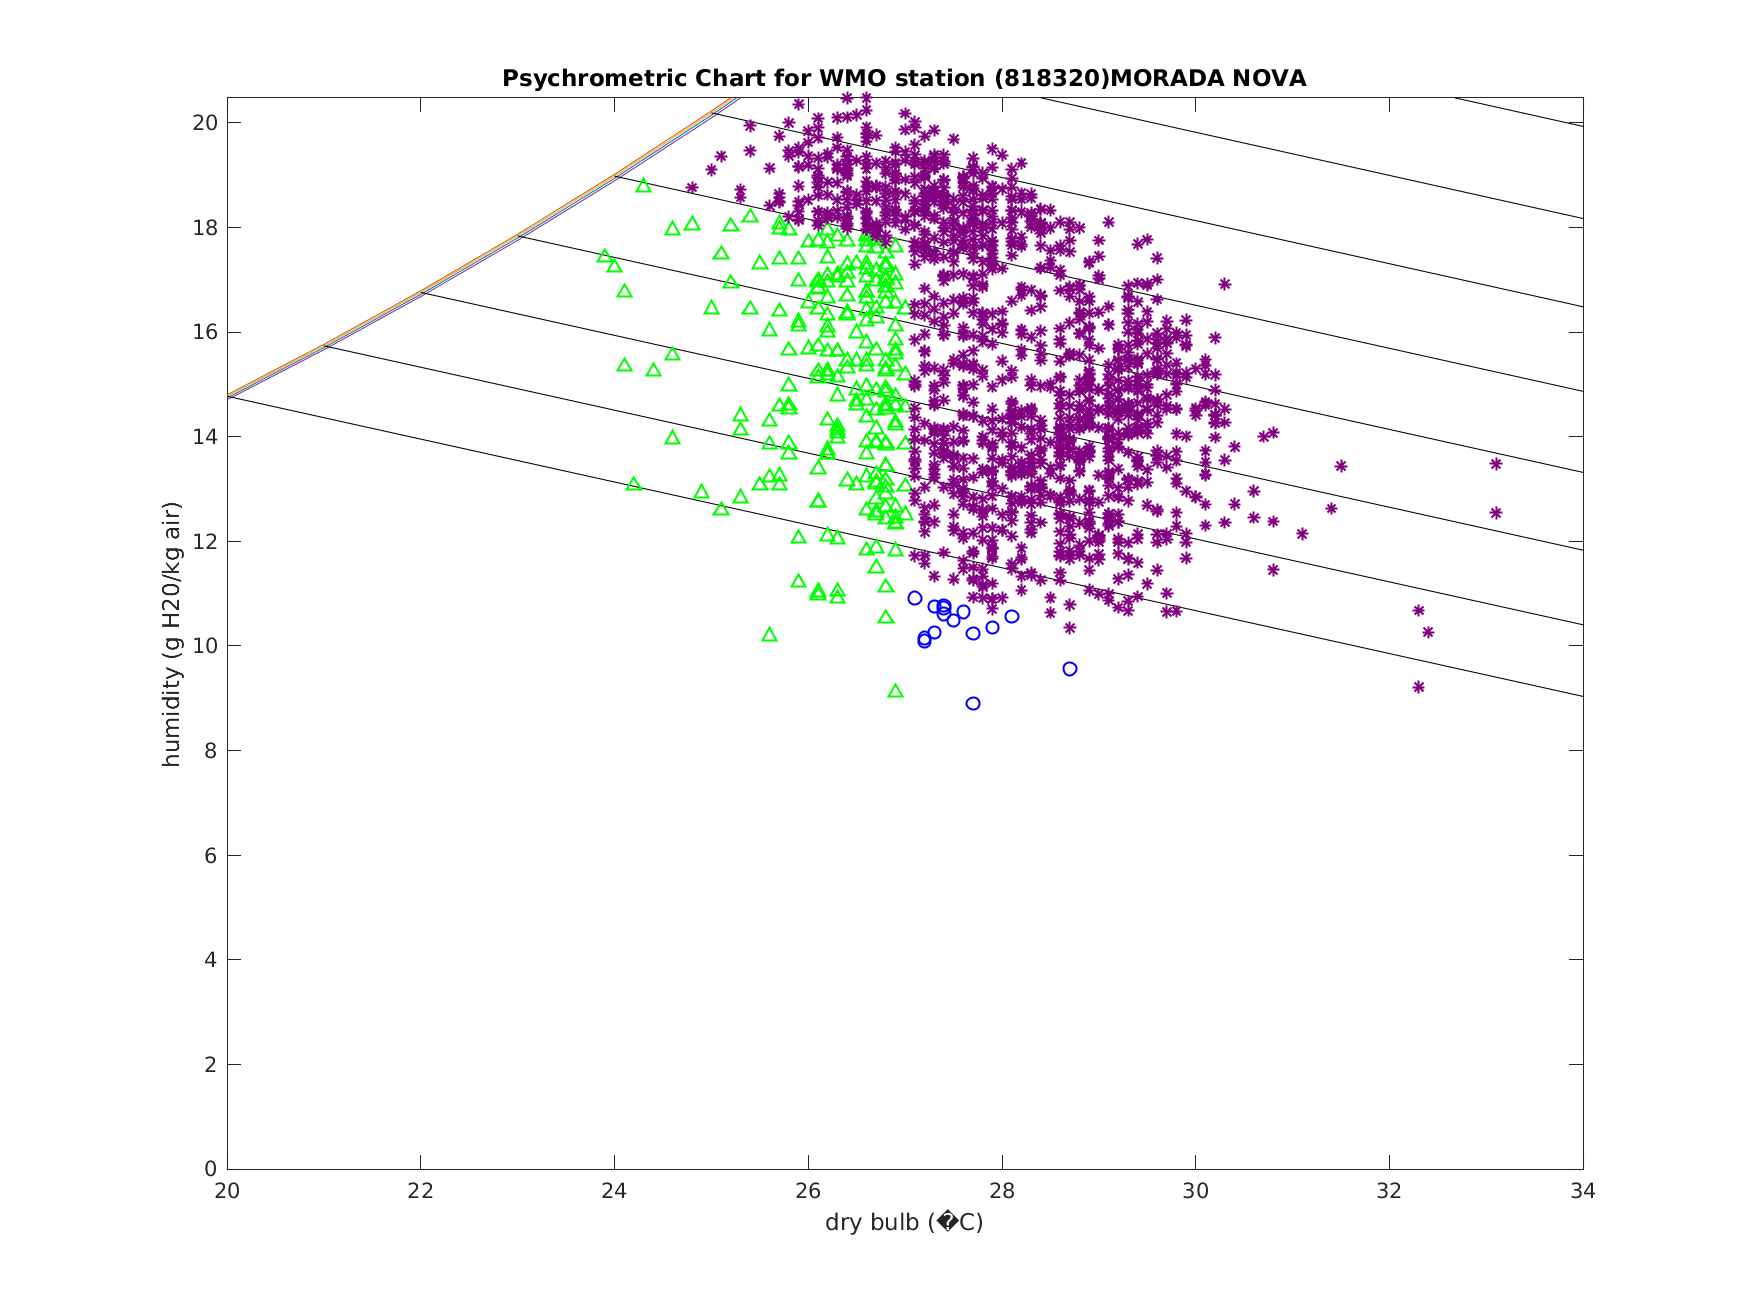 Psychrometric Chart for WMO station (818320)MORADA NOVA
20
18
16
14
12
10
8
6
4
2
0
humidity (g H20/kg air)
20 22 24 26 28 30 32 34
dry bulb (�C)